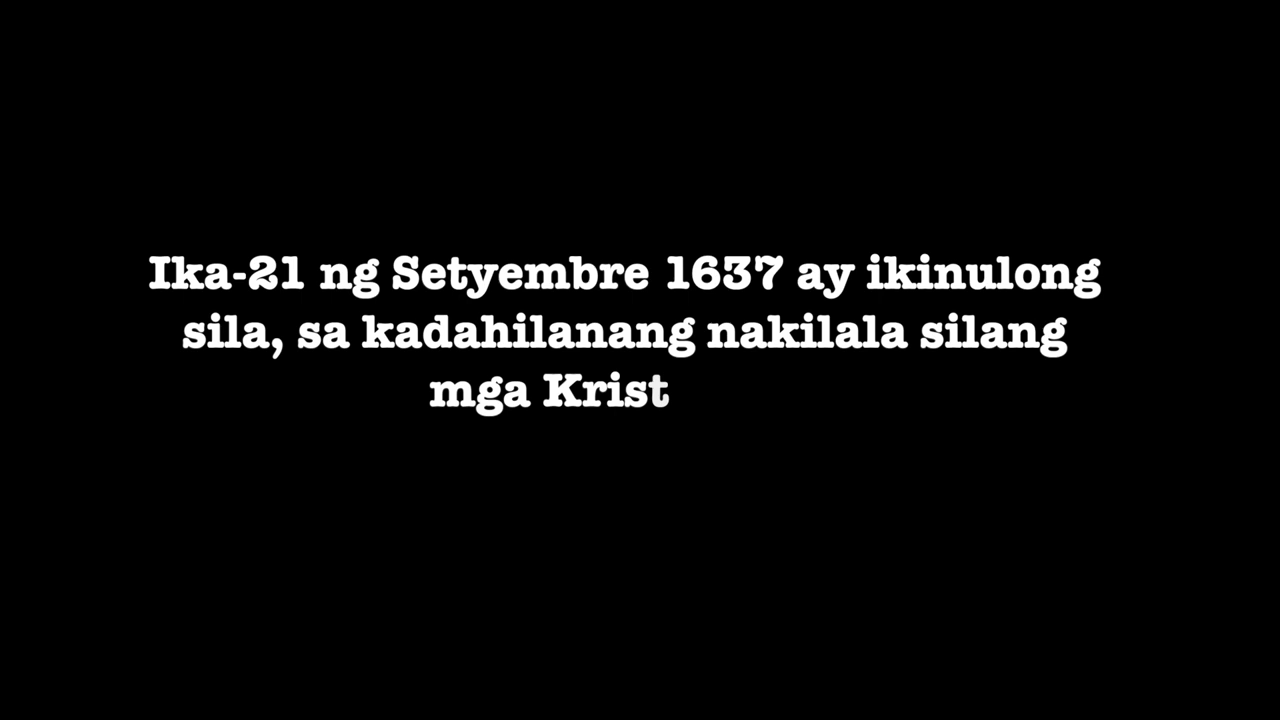 Ika-21 ng Setyembre 1637 ay ikinulong
sila, sa kadahilanang nakilala silang
mga Krist